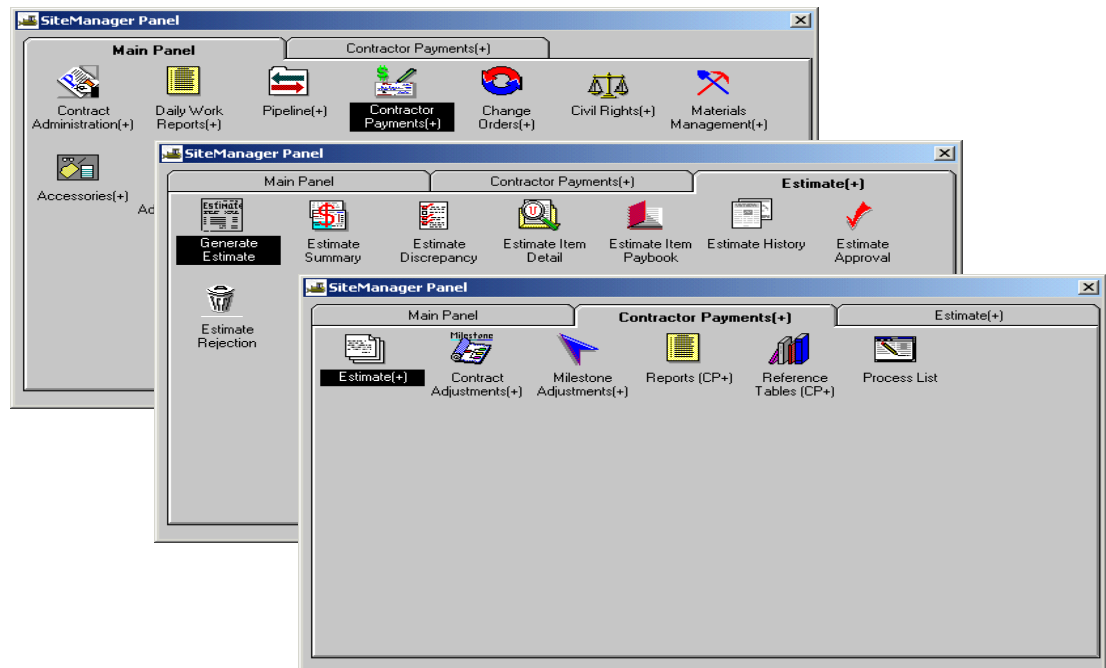 SiteManager Panel
Main Panel
Contractor Payments(+)
Contract
Administration(+)
Daily Work
Reports(+)
Pipeline(+)
Contractor
Payments(+)
Change
Orders(+)
Civil Rights(+)
Materials
Management(+)
Accessories(+)
Ad
SiteManager Panel
Main Panel
Contractor Payments(+)
Estimate(+)
Estimate
Generate
Estimate
Estimate
Summary
Estimate
Discrepancy
Estimate Item
Detail
Estimate Item
Paybook
Estimate History
Estimate
Approval
Estimate
Rejection
SiteManager Panel
Main Panel
Contractor Payments(+)
Estimate(+)
Estimate(+)
Milestone
Contract
Adjustments(+)
Milestone
Adjustments(+)
Reports (CP+)
Reference
Tables (CP+)
Process List